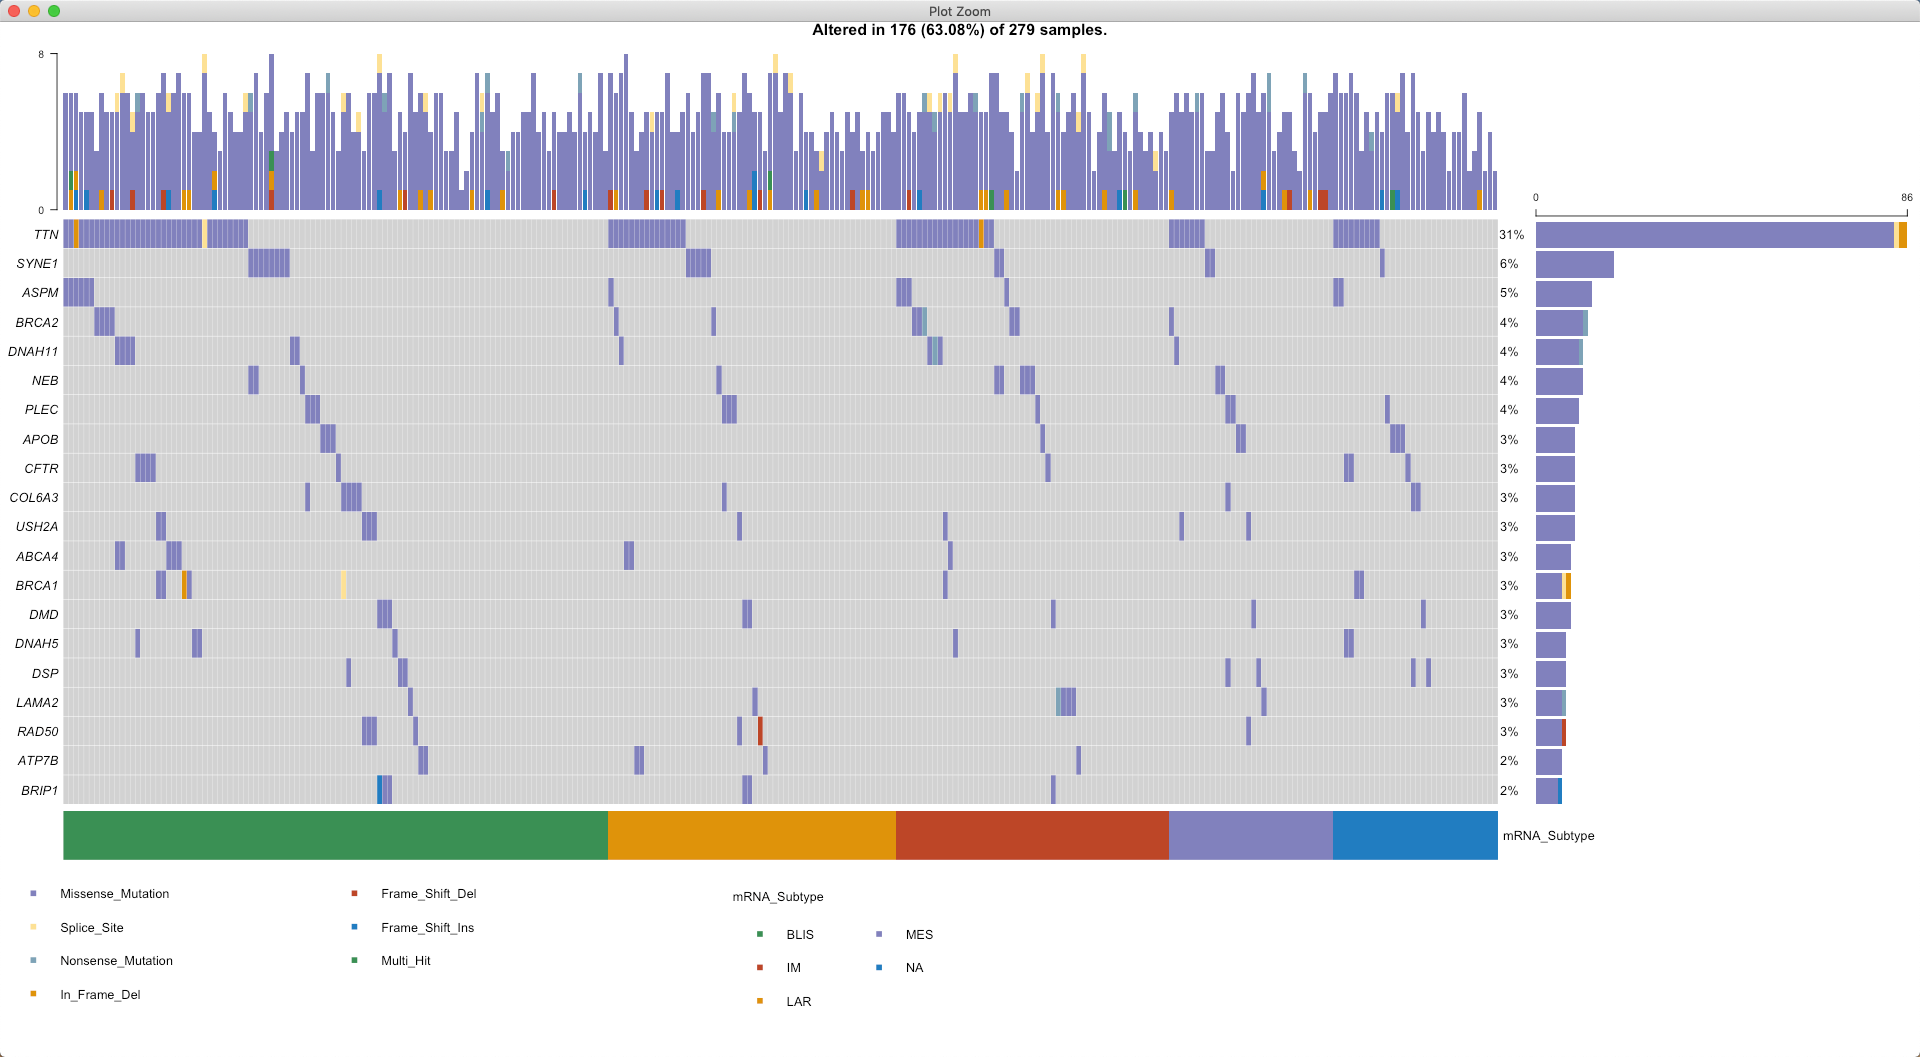 Plot Zoom
Altered in 176 (63.08%) of 279 samples.
8
0
0 86
TTN 31%
SYNE1 6%
ASPM 5%
BRCA2 4%
DNAH11 4%
NEB 4%
PLEC 4%
APOB 3%
CFTR 3%
COL6A3 3%
USH2A 3%
ABCA4 3%
BRCA1 3%
DMD 3%
DNAH5 3%
DSP 3%
LAMA2 3%
RAD50 3%
ATP7B 2%
BRIP1 2%
mRNA_Subtype
Missense_Mutation
Splice_Site
Nonsense_Mutation
In_Frame_Del
Frame_Shift_Del
Frame_Shift_Ins
Multi_Hit
mRNA_Subtype
BLIS
IM
LAR
MES
NA